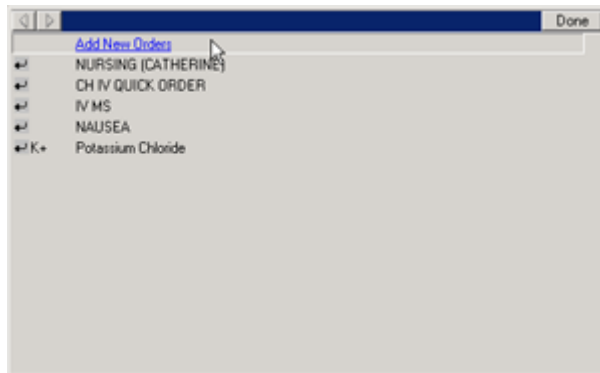 Done
Add New Orders
NURSING (CATHERINE)
CH IV QUICK ORDER
IV MS
NAUSEA
K+ Potassium Chloride